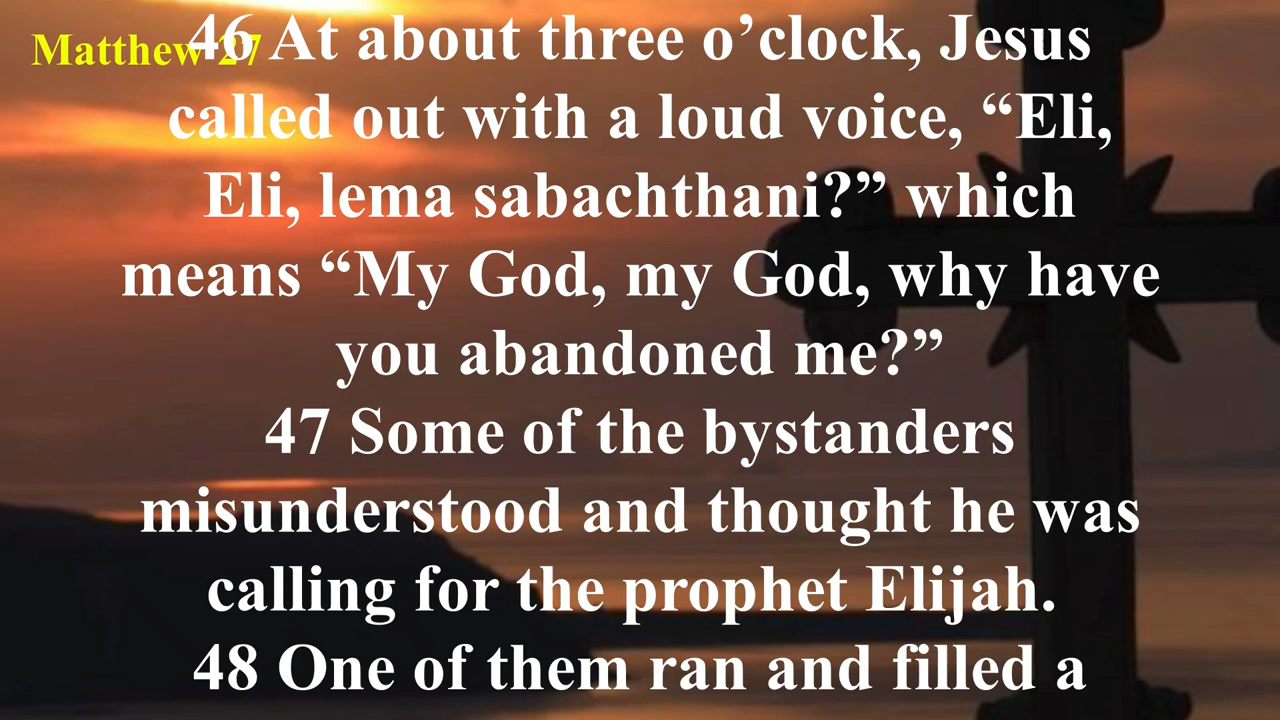 Matthew 27
46 At about three o’clock, Jesus
called out with a loud voice, “Eli,
Eli, lema sabachthani?” which
means “My God, my God, why have
you abandoned me?”
47 Some of the bystanders
misunderstood and thought he was
calling for the prophet Elijah.
48 One of them ran and filled a